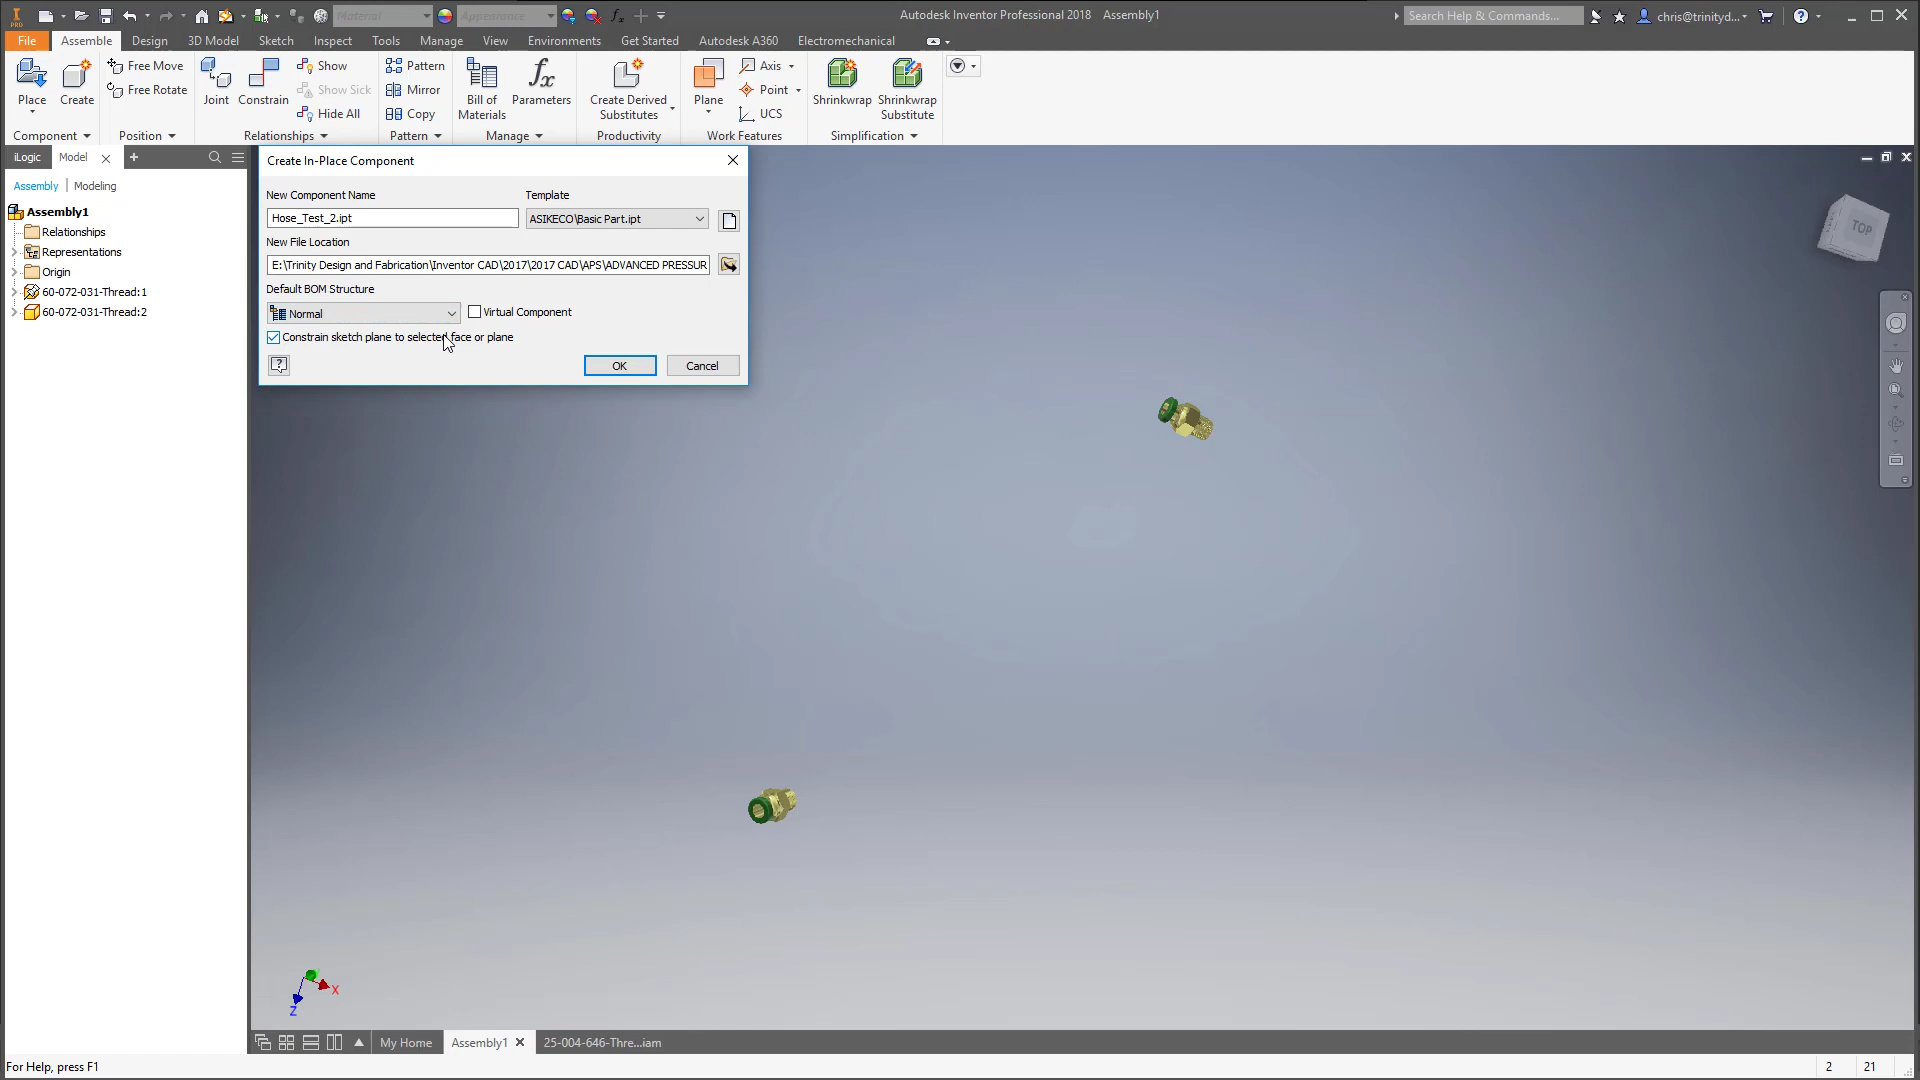 PRO
Material
Appearance
fx
Autodesk Inventor Professional 2018 Assembly1
Search Help & Commands...
chris@trinityd...
File Assemble Design 3D Model Sketch Inspect Tools Manage View Environments Get Started Autodesk A360 Electromechanical
Place
Create
Free Move
Free Rotate
Joint
Constrain
Show
Show Sick
Hide All
Pattern
Mirror
Copy
Bill of
Materials
fx
Parameters
Create Derived
Substitutes
Plane
Axis
Point
UCS
Shrinkwrap
Shrinkwrap
Substitute
Component Position Relationships Pattern Manage Productivity Work Features Simplification
iLogic Model
Assembly Modeling
Assembly1
Relationships
Representations
Origin
60-072-031-Thread:1
60-072-031-Thread:2
Create In-Place Component
New Component Name
Template
Hose_Test_2.ipt
ASIKECO\Basic Part.ipt
New File Location
E:\Trinity Design and Fabrication\Inventor CAD\2017\2017 CAD\APS\ADVANCED PRESSUR
Default BOM Structure
Normal
Virtual Component
Constrain sketch plane to selected face or plane
OK
Cancel
TOP
X
Z
My Home Assembly1 25-004-646-Thre...iam
For Help, press F1
2 21